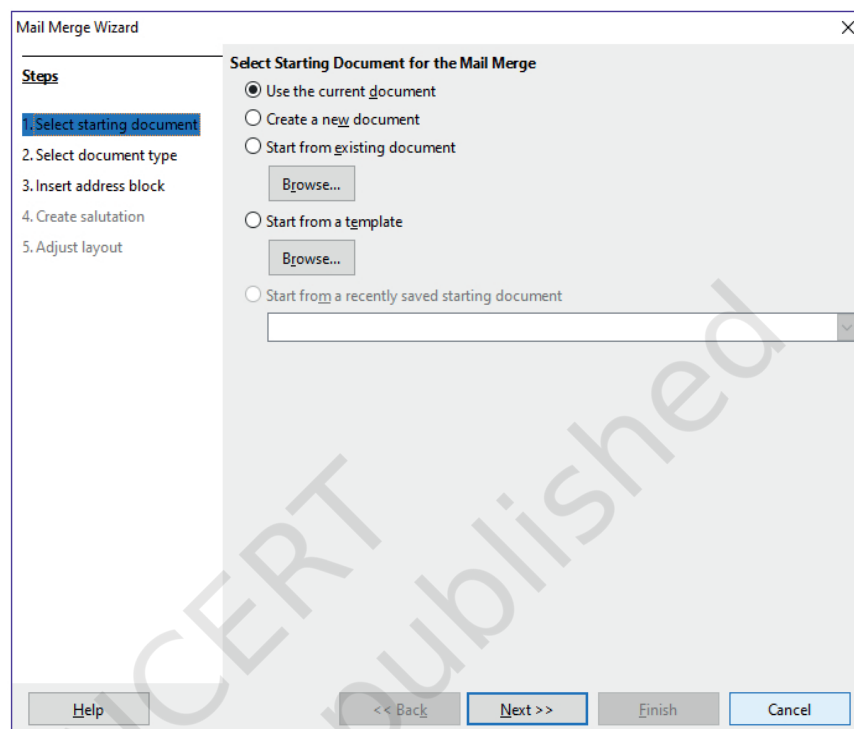 Mail Merge Wizard
Steps
1. Select starting document
2. Select document type
3. Insert address block
4. Create salutation
5. Adjust layout
Select Starting Document for the Mail Merge
Use the current document
Create a new document
Start from existing document
Browse...
Start from a template
Browse...
Start from a recently saved starting document
Help
<< Back
Next >>
Finish
Cancel
published